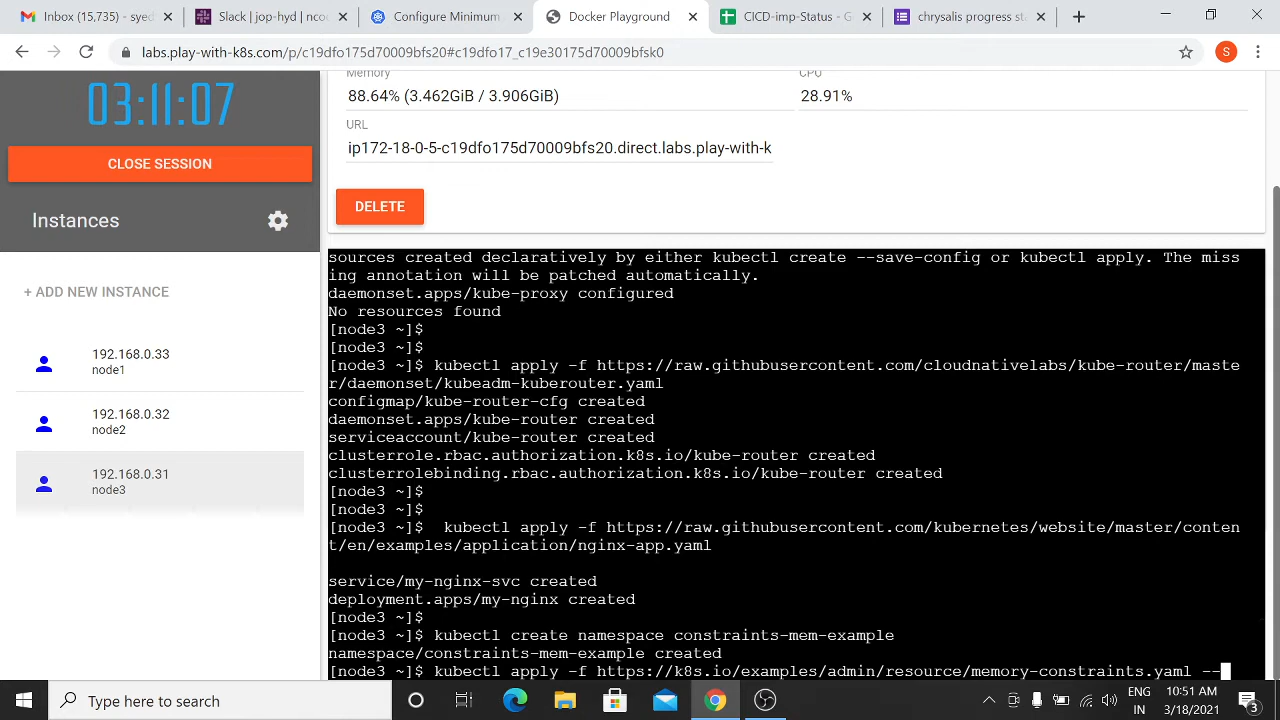 Inbox (15,735) - syed
Slack | jop-hyd | ncoc
Configure Minimum
Docker Playground
CICD-imp-Status - G
chrysalis progress sta
labs.play-with-k8s.com/p/c19dfo175d70009bfs20#c19dfo17_c19e30175d70009bfsk0
S
03:11:07
CLOSE SESSION
Instances
+ ADD NEW INSTANCE
192.168.0.33
node1
192.168.0.32
node2
192.168.0.31
node3
Memory
88.64% (3.462GiB / 3.906GiB)
CPU
28.91%
URL
ip172-18-0-5-c19dfo175d70009bfs20.direct.labs.play-with-k
DELETE
sources created declaratively by either kubectl create --save-config or kubectl apply. The miss
ing annotation will be patched automatically.
daemonset.apps/kube-proxy configured
No resources found
[node3 ~]$
[node3 ~]$
[node3 ~]$ kubectl apply -f https://raw.githubusercontent.com/cloudnativelabs/kube-router/maste
r/daemonset/kubeadm-kuberouter.yaml
configmap/kube-router-cfg created
daemonset.apps/kube-router created
serviceaccount/kube-router created
clusterrole.rbac.authorization.k8s.io/kube-router created
clusterrolebinding.rbac.authorization.k8s.io/kube-router created
[node3 ~]$
[node3 ~]$
[node3 ~]$  kubectl apply -f https://raw.githubusercontent.com/kubernetes/website/master/conten
t/en/examples/application/nginx-app.yaml
service/my-nginx-svc created
deployment.apps/my-nginx created
[node3 ~]$
[node3 ~]$ kubectl create namespace constraints-mem-example
namespace/constraints-mem-example created
[node3 ~]$ kubectl apply -f https://k8s.io/examples/admin/resource/memory-constraints.yaml --
Type here to search
ENG
IN
10:51 AM
3/18/2021
3